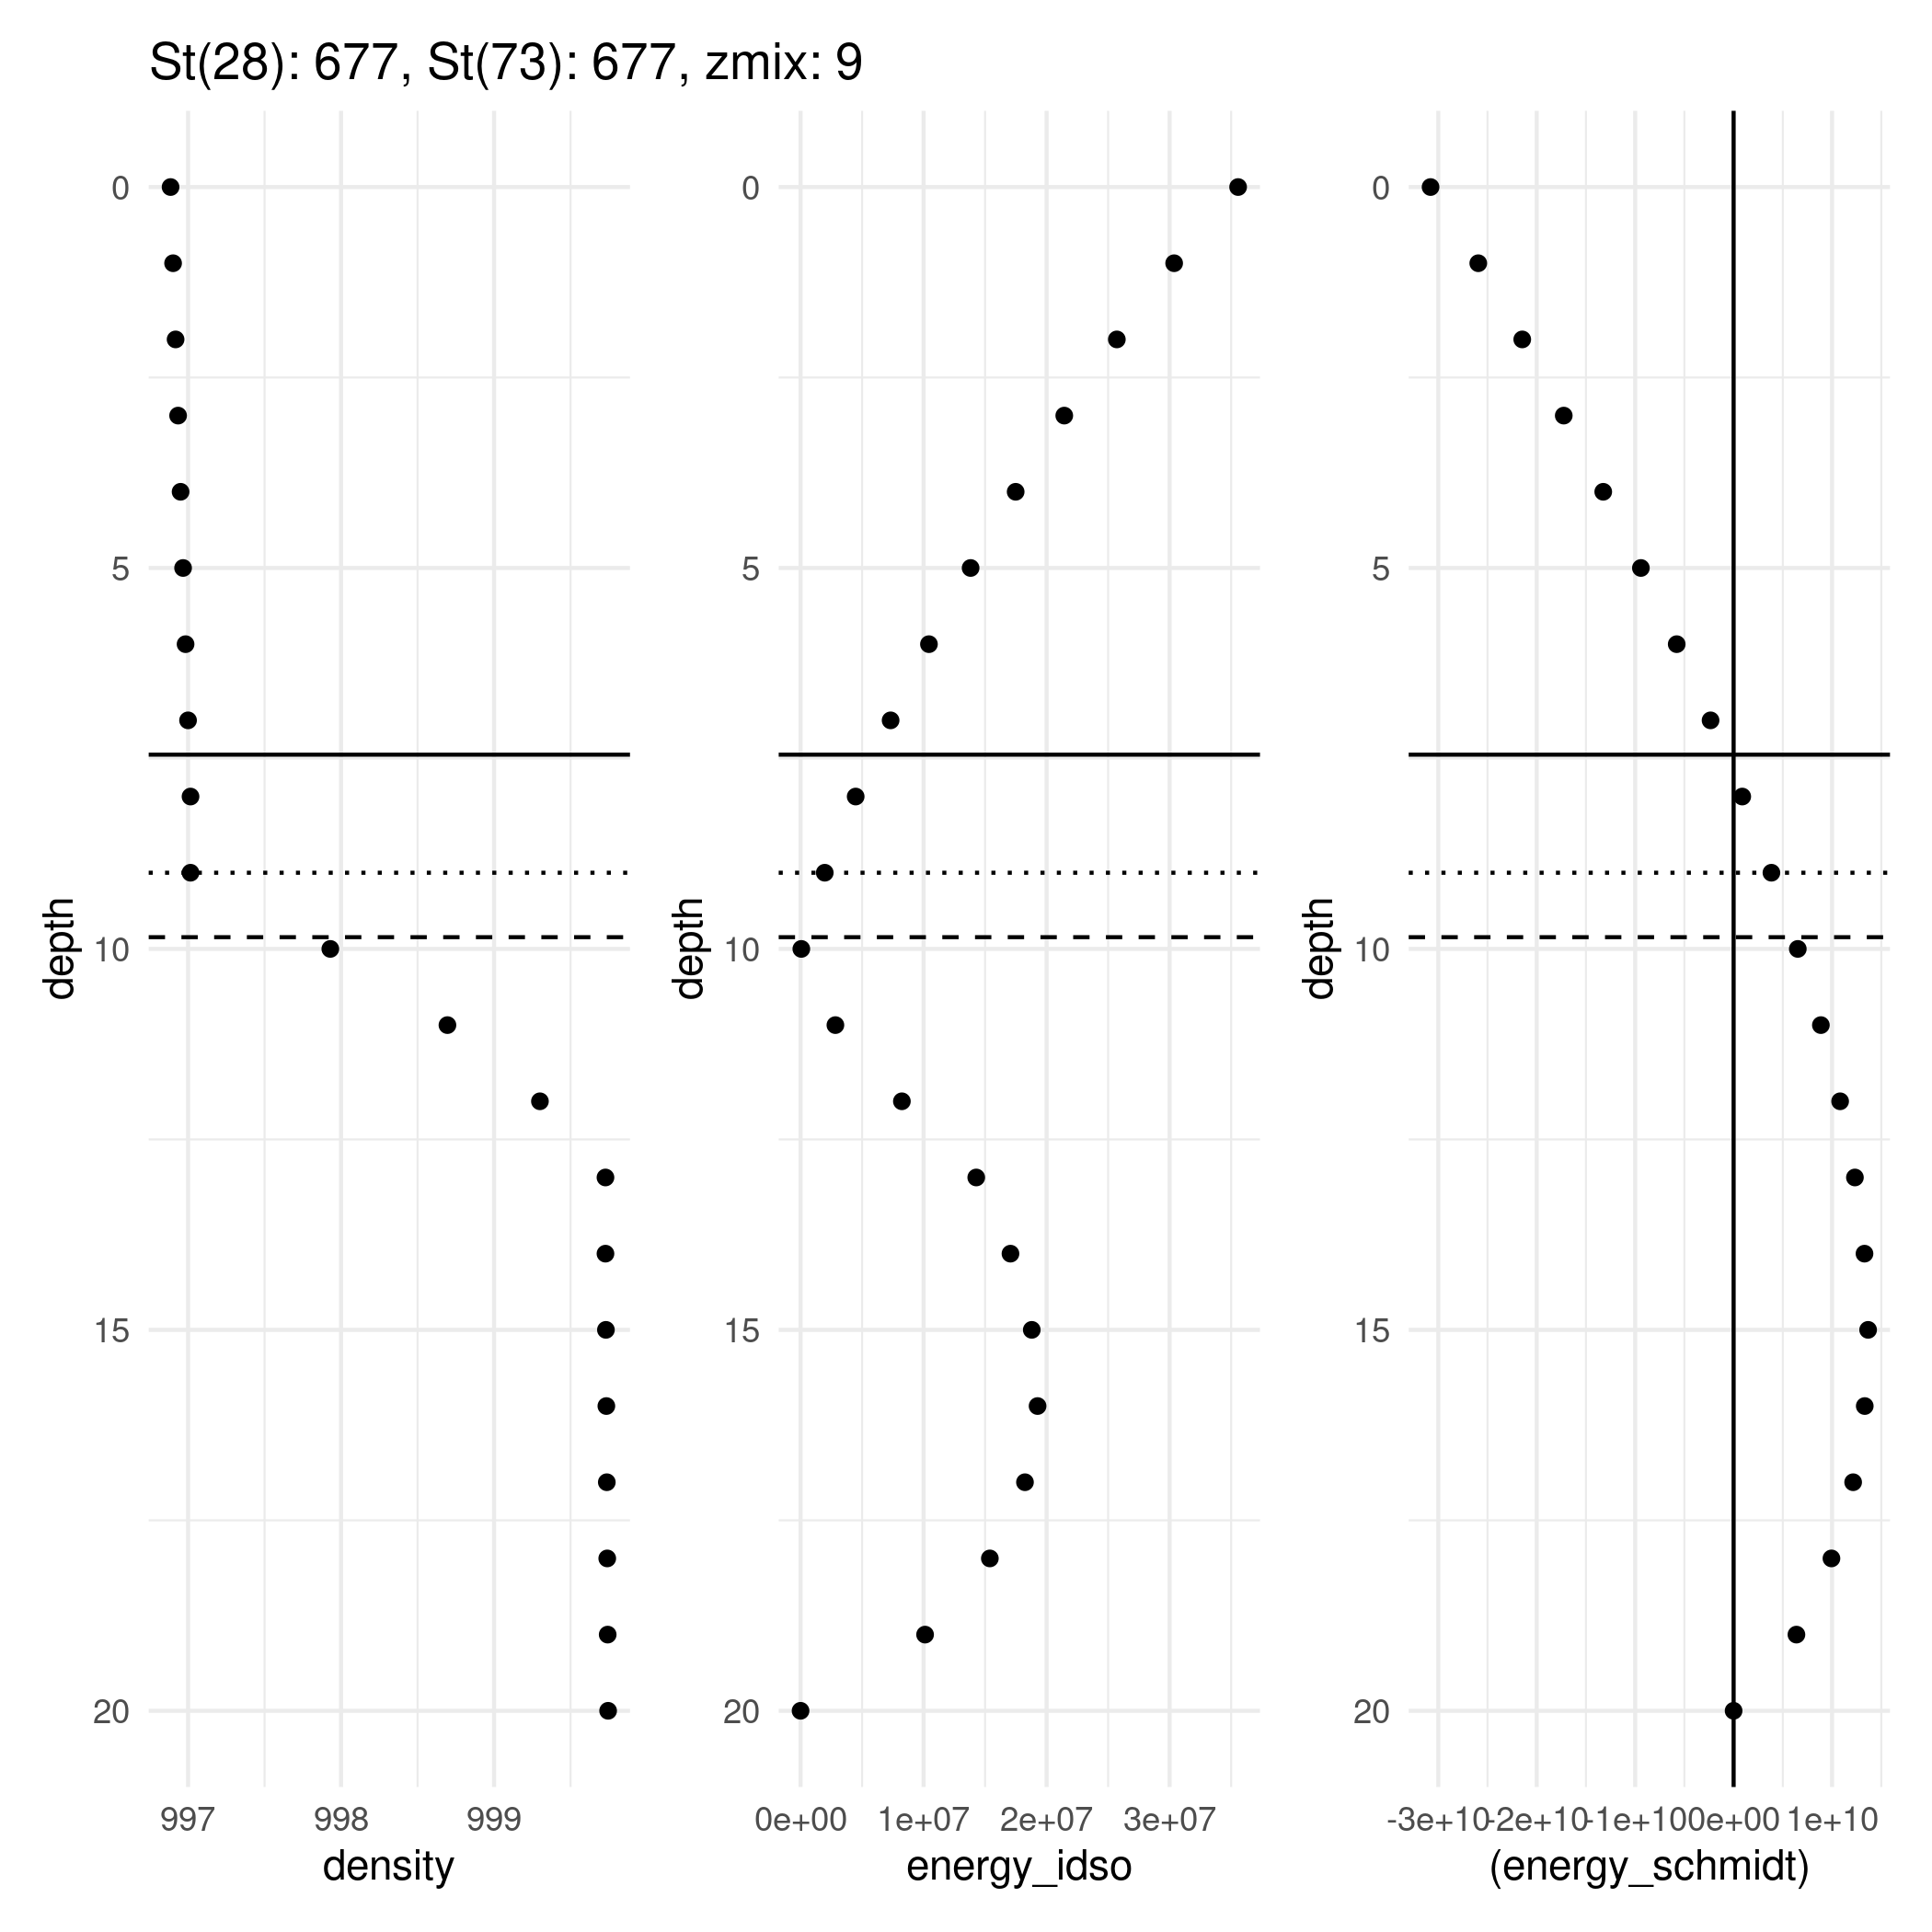 St(28): 677, St(73): 677, zmix: 9
0
5
10
15
20
depth
997 998 999
density
0
5
10
15
20
depth
0e+00 1e+07 2e+07 3e+07
energy_idso
0
5
10
15
20
depth
-3e+10 -2e+10 -1e+10 0e+00 1e+10
(energy_schmidt)